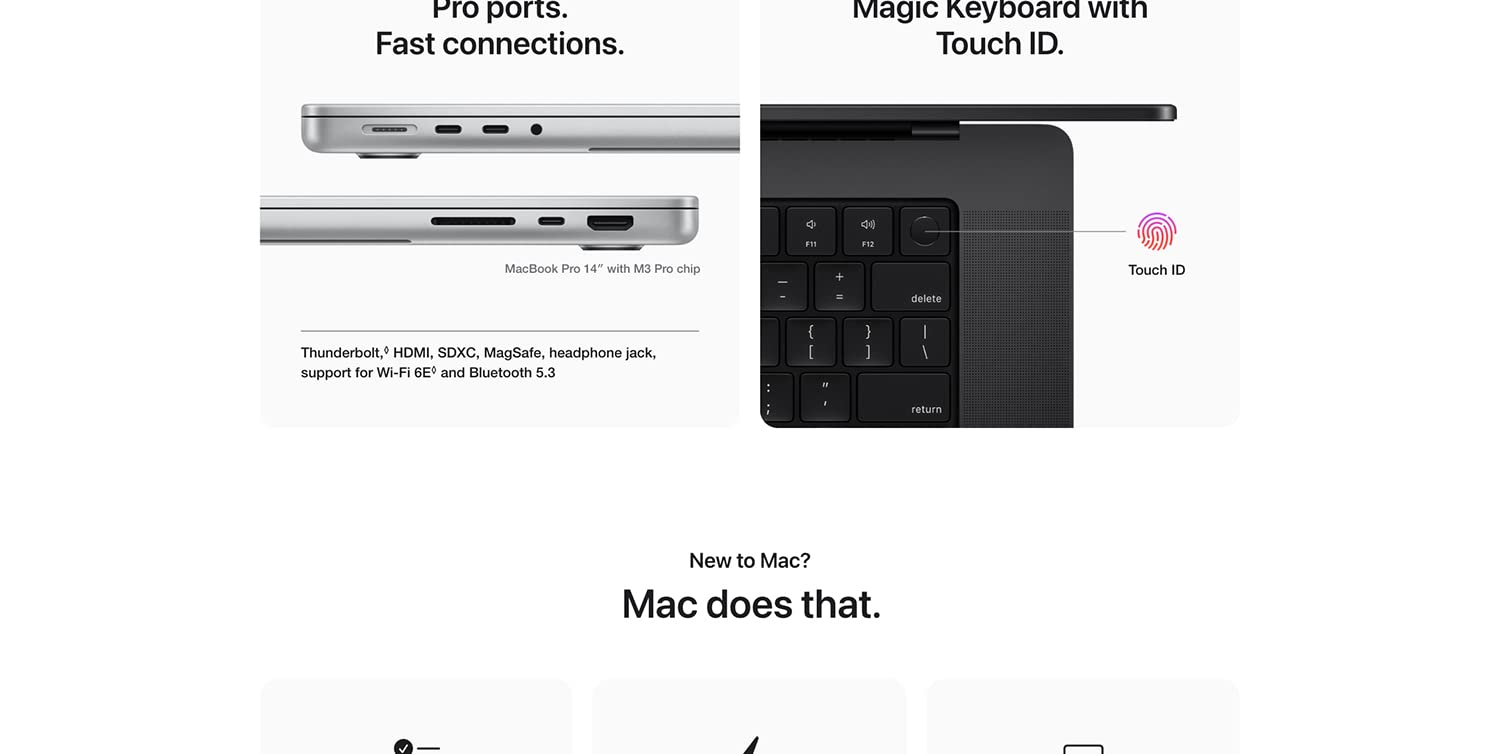 Pro ports.
Fast connections.
MacBook Pro 14″ with M3 Pro chip
Thunderbolt,◊ HDMI, SDXC, MagSafe, headphone jack,
support for Wi-Fi 6E◊ and Bluetooth 5.3
Magic Keyboard with
Touch ID.
F11
F12
Touch ID
— +
- =
delete
{ } |
[ ] \
: "
; '
return
New to Mac?
Mac does that.